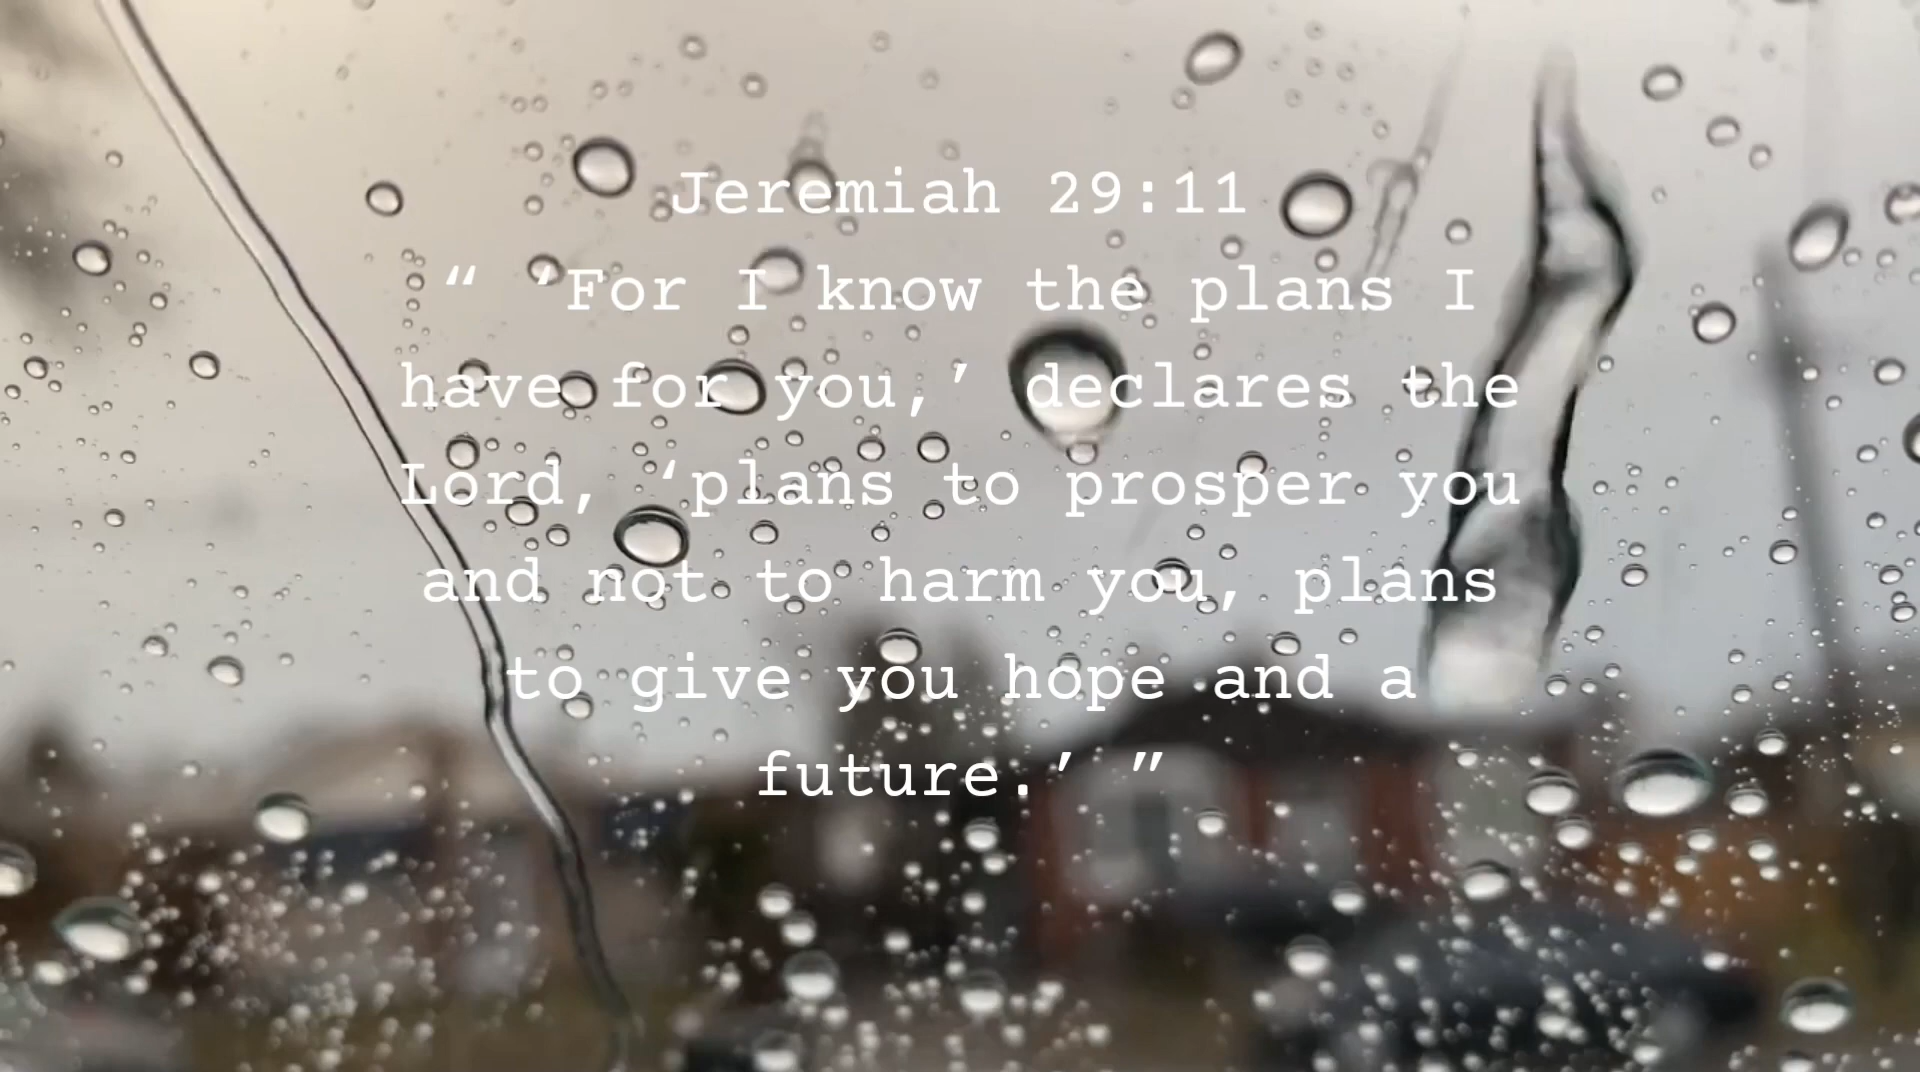 Jeremiah 29:11
“ ‘For I know the plans I
have for you,’ declares the
Lord, ‘plans to prosper you
and not to harm you, plans
to give you hope and a
future.’ ”